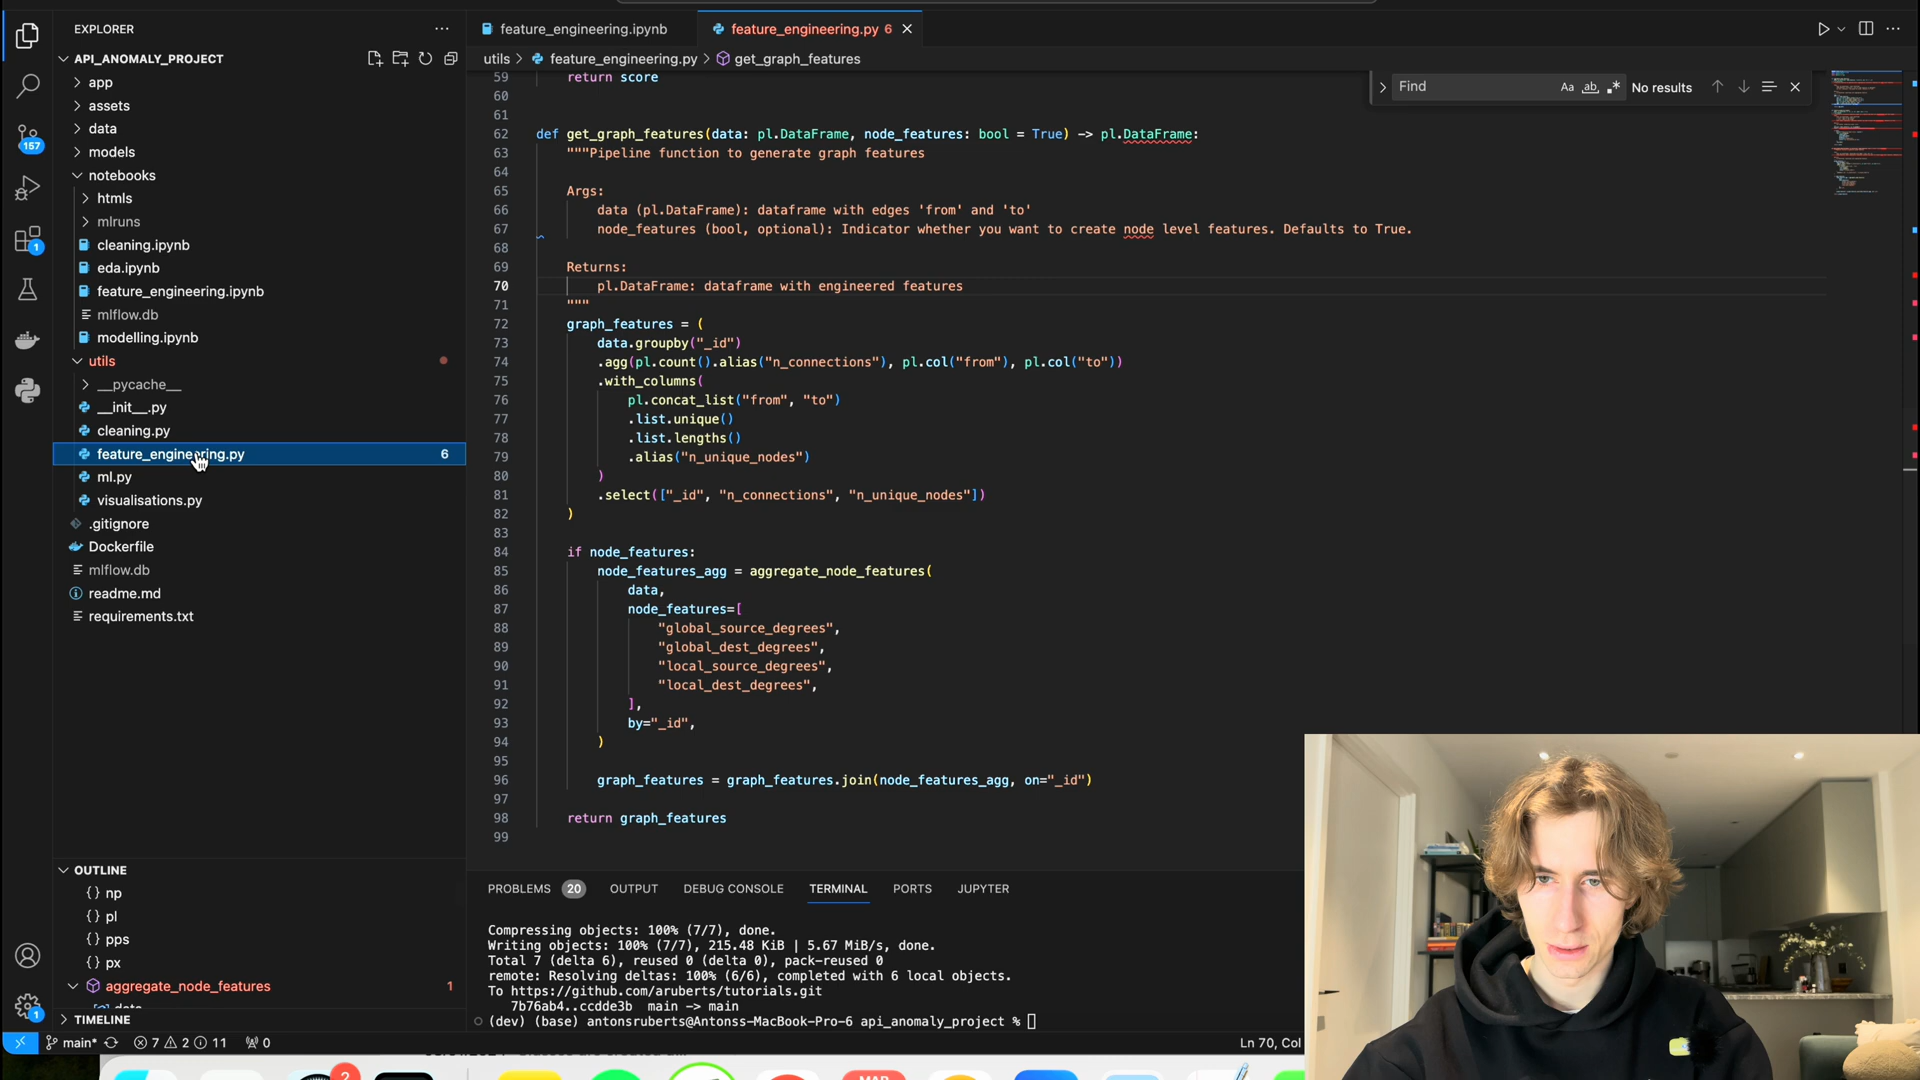 EXPLORER
API_ANOMALY_PROJECT
app
assets
data
models
notebooks
htmls
mlruns
cleaning.ipynb
eda.ipynb
feature_engineering.ipynb
mlflow.db
modelling.ipynb
utils
__pycache__
__init__.py
cleaning.py
feature_engineering.py 6
ml.py
visualisations.py
.gitignore
Dockerfile
mlflow.db
readme.md
requirements.txt
OUTLINE
{} np
{} pl
{} pps
{} px
aggregate_node_features 1
TIMELINE
157
1
1
feature_engineering.ipynb
feature_engineering.py 6
utils > feature_engineering.py > get_graph_features
Find
Aa
ab
No results
59 return score
60
61
62 def get_graph_features(data: pl.DataFrame, node_features: bool = True) -> pl.DataFrame:
63 """Pipeline function to generate graph features
64
65 Args:
66 data (pl.DataFrame): dataframe with edges 'from' and 'to'
67 node_features (bool, optional): Indicator whether you want to create node level features. Defaults to True.
68
69 Returns:
70 pl.DataFrame: dataframe with engineered features
71 """
72 graph_features = (
73 data.groupby("_id")
74 .agg(pl.count().alias("n_connections"), pl.col("from"), pl.col("to"))
75 .with_columns(
76 pl.concat_list("from", "to")
77 .list.unique()
78 .list.lengths()
79 .alias("n_unique_nodes")
80 )
81 .select(["_id", "n_connections", "n_unique_nodes"])
82 )
83
84 if node_features:
85 node_features_agg = aggregate_node_features(
86 data,
87 node_features=[
88 "global_source_degrees",
89 "global_dest_degrees",
90 "local_source_degrees",
91 "local_dest_degrees",
92 ],
93 by="_id",
94 )
95
96 graph_features = graph_features.join(node_features_agg, on="_id")
97
98 return graph_features
99
PROBLEMS 20 OUTPUT DEBUG CONSOLE TERMINAL PORTS JUPYTER
Compressing objects: 100% (7/7), done.
Writing objects: 100% (7/7), 215.48 KiB | 5.67 MiB/s, done.
Total 7 (delta 6), reused 0 (delta 0), pack-reused 0
remote: Resolving deltas: 100% (6/6), completed with 6 local objects.
To https://github.com/aruberts/tutorials.git
7b76ab4..ccdde3b main -> main
(dev) (base) antonsruberts@Antonss-MacBook-Pro-6 api_anomaly_project %
main* 7 2 11 0
Ln 70, Col
2
MAR